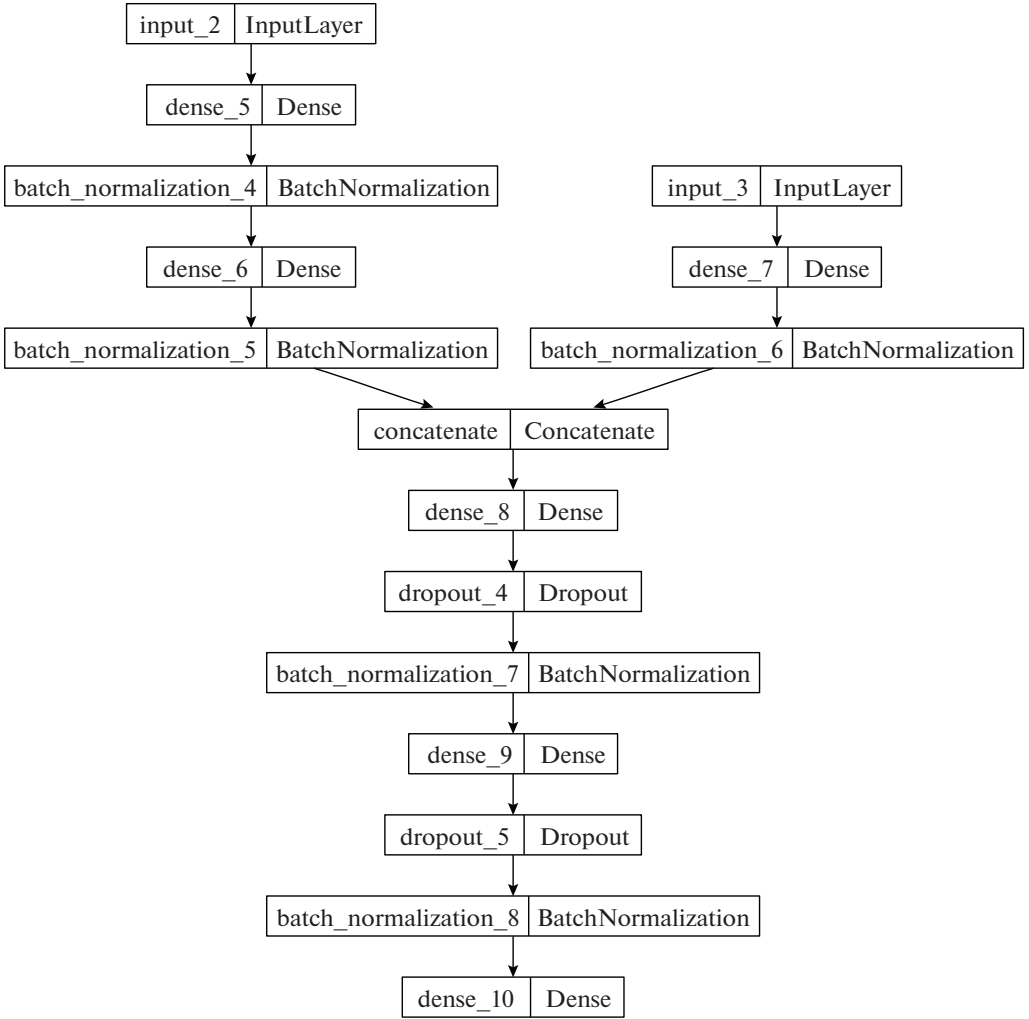 input_2 InputLayer
dense_5 Dense
batch_normalization_4 BatchNormalization
input_3 InputLayer
dense_6 Dense
dense_7 Dense
batch_normalization_5 BatchNormalization
batch_normalization_6 BatchNormalization
concatenate Concatenate
dense_8 Dense
dropout_4 Dropout
batch_normalization_7 BatchNormalization
dense_9 Dense
dropout_5 Dropout
batch_normalization_8 BatchNormalization
dense_10 Dense